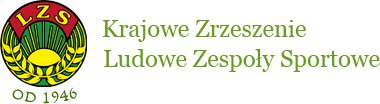 LZS
OD 1946
Krajowe Zrzeszenie
Ludowe Zespoły Sportowe